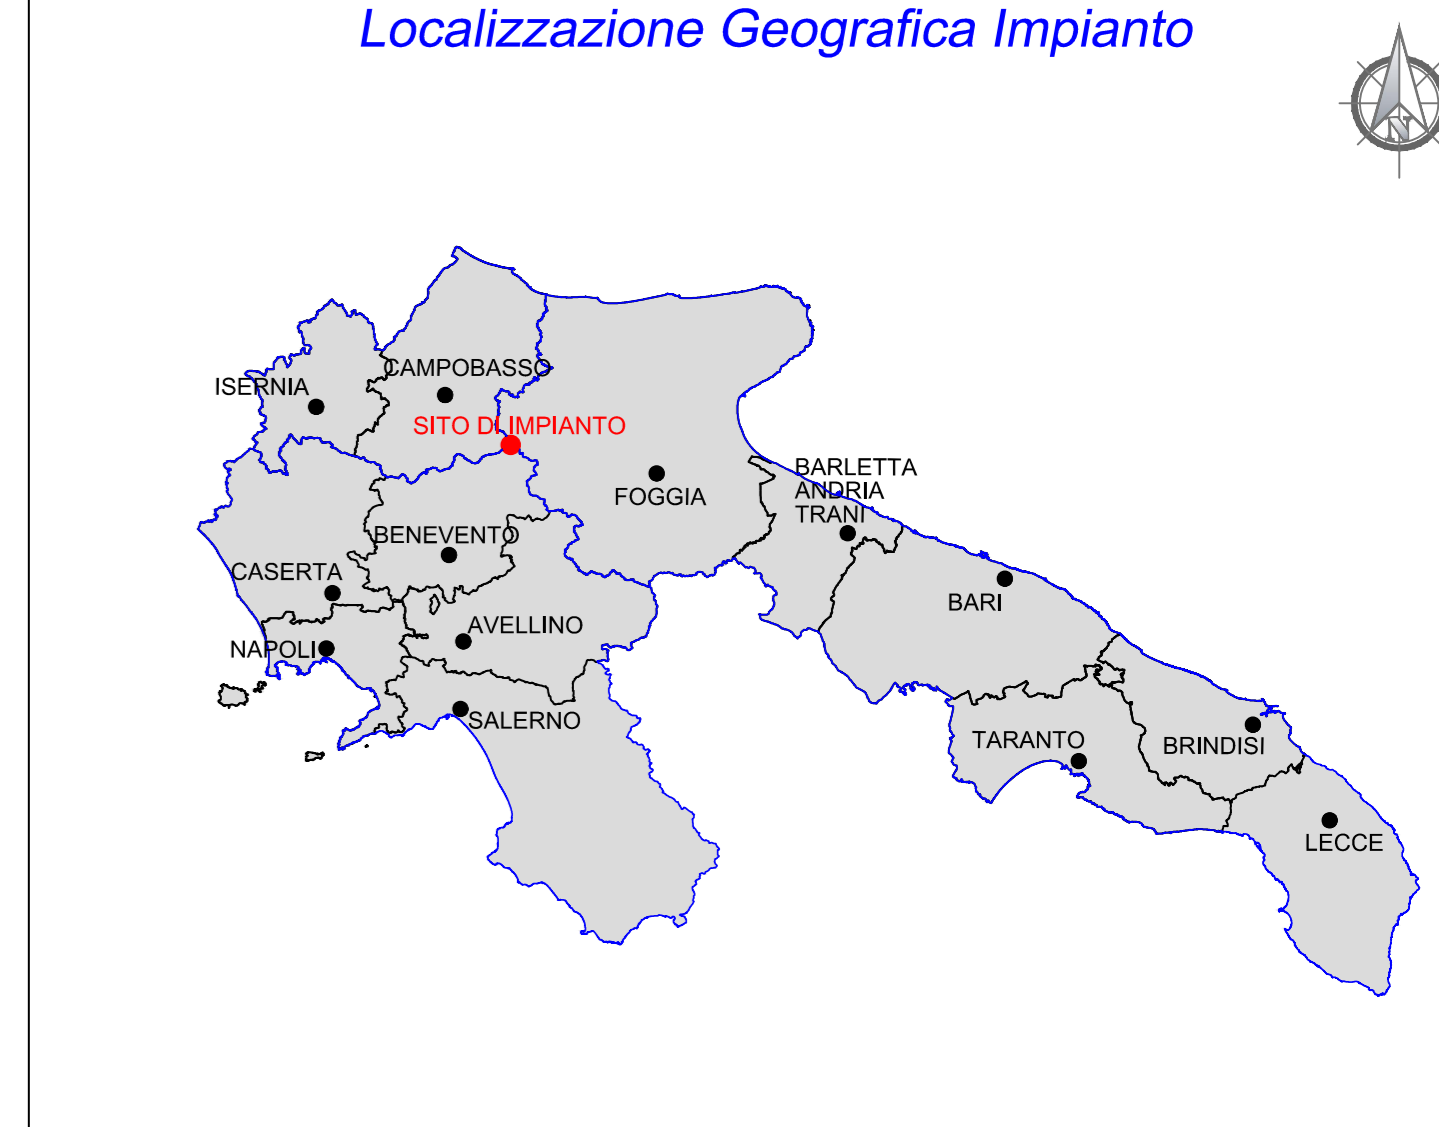 Localizzazione Geografica Impianto
N
CAMPOBASSO
ISERNIA
SITO DI IMPIANTO
BARLETTA
ANDRIA
TRANI
FOGGIA
BENEVENTO
CASERTA
BARI
AVELLINO
NAPOLI
SALERNO
TARANTO
BRINDISI
LECCE